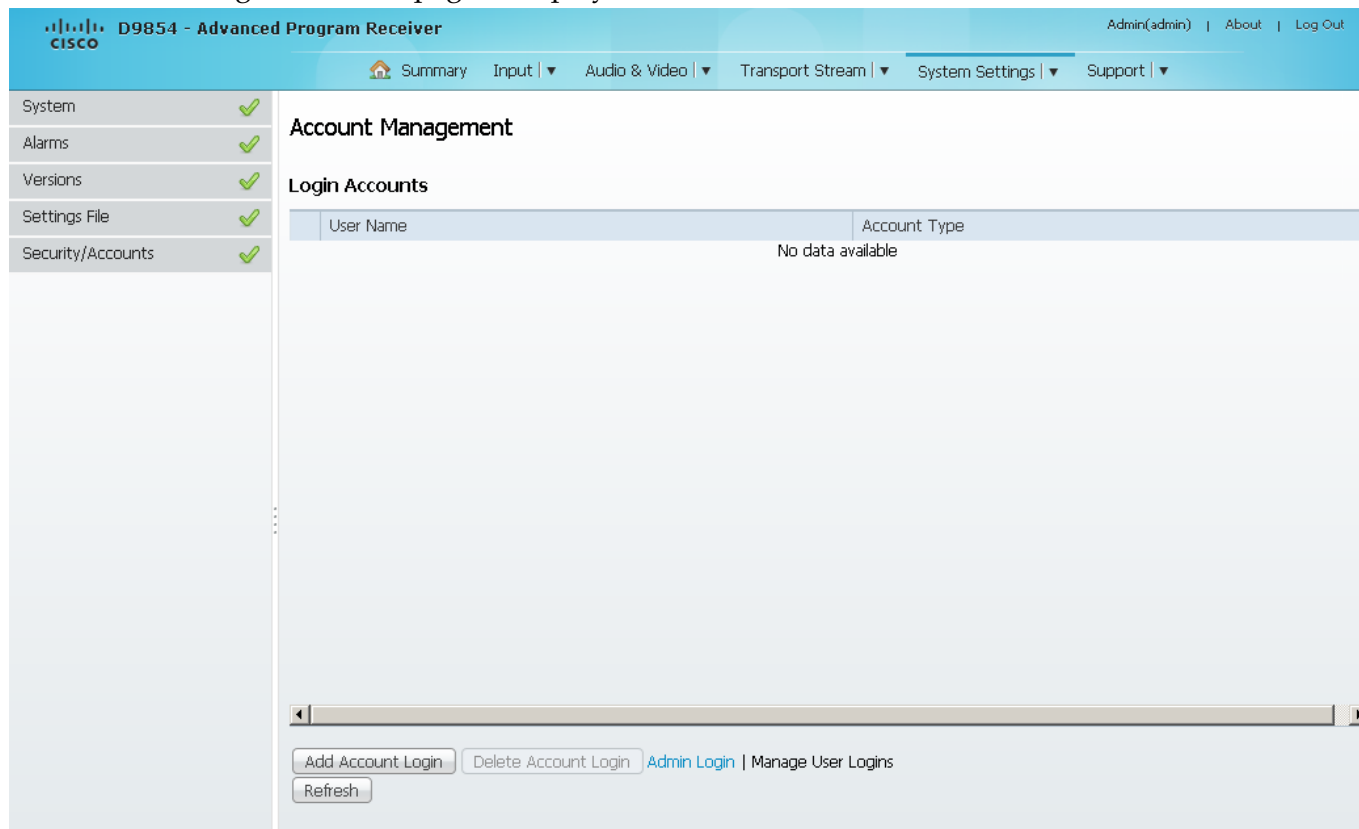 CISCO
D9854 - Advanced Program Receiver
Admin(admin) | About | Log Out
Summary Input | ▼ Audio & Video | ▼ Transport Stream | ▼ System Settings | ▼ Support | ▼
System
Alarms
Versions
Settings File
Security/Accounts
Account Management
Login Accounts
User Name Account Type
No data available
Add Account Login Delete Account Login Admin Login | Manage User Logins
Refresh